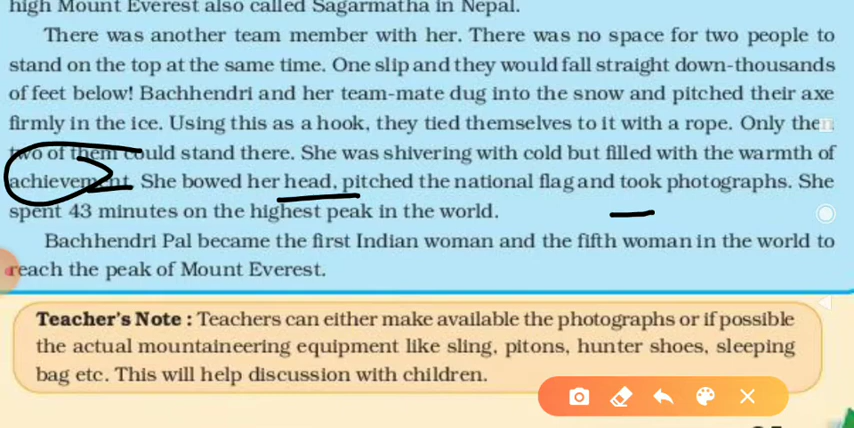 high Mount Everest also called Sagarmatha in Nepal.
There was another team member with her. There was no space for two people to
stand on the top at the same time. One slip and they would fall straight down-thousands
of feet below! Bachhendri and her team-mate dug into the snow and pitched their axe
firmly in the ice. Using this as a hook, they tied themselves to it with a rope. Only then
two of them could stand there. She was shivering with cold but filled with the warmth of
achievement. She bowed her head, pitched the national flag and took photographs. She
spent 43 minutes on the highest peak in the world.
Bachhendri Pal became the first Indian woman and the fifth woman in the world to
reach the peak of Mount Everest.
Teacher's Note : Teachers can either make available the photographs or if possible
the actual mountaineering equipment like sling, pitons, hunter shoes, sleeping
bag etc. This will help discussion with children.